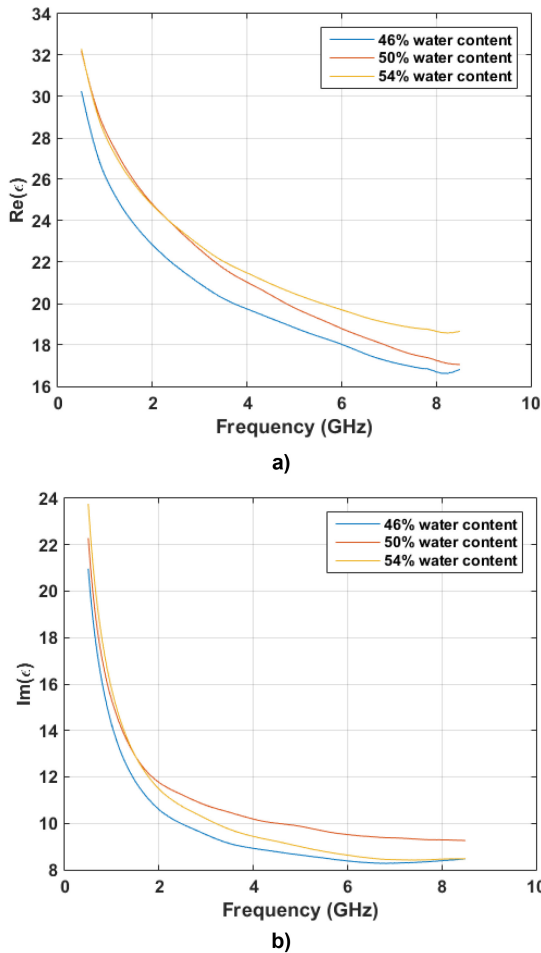 34
32
30
28
26
24
22
20
18
16
Re(ϵ)
46% water content
50% water content
54% water content
0 2 4 6 8 10
Frequency (GHz)
a)
24
22
20
18
16
14
12
10
8
Im(ϵ)
46% water content
50% water content
54% water content
0 2 4 6 8 10
Frequency (GHz)
b)